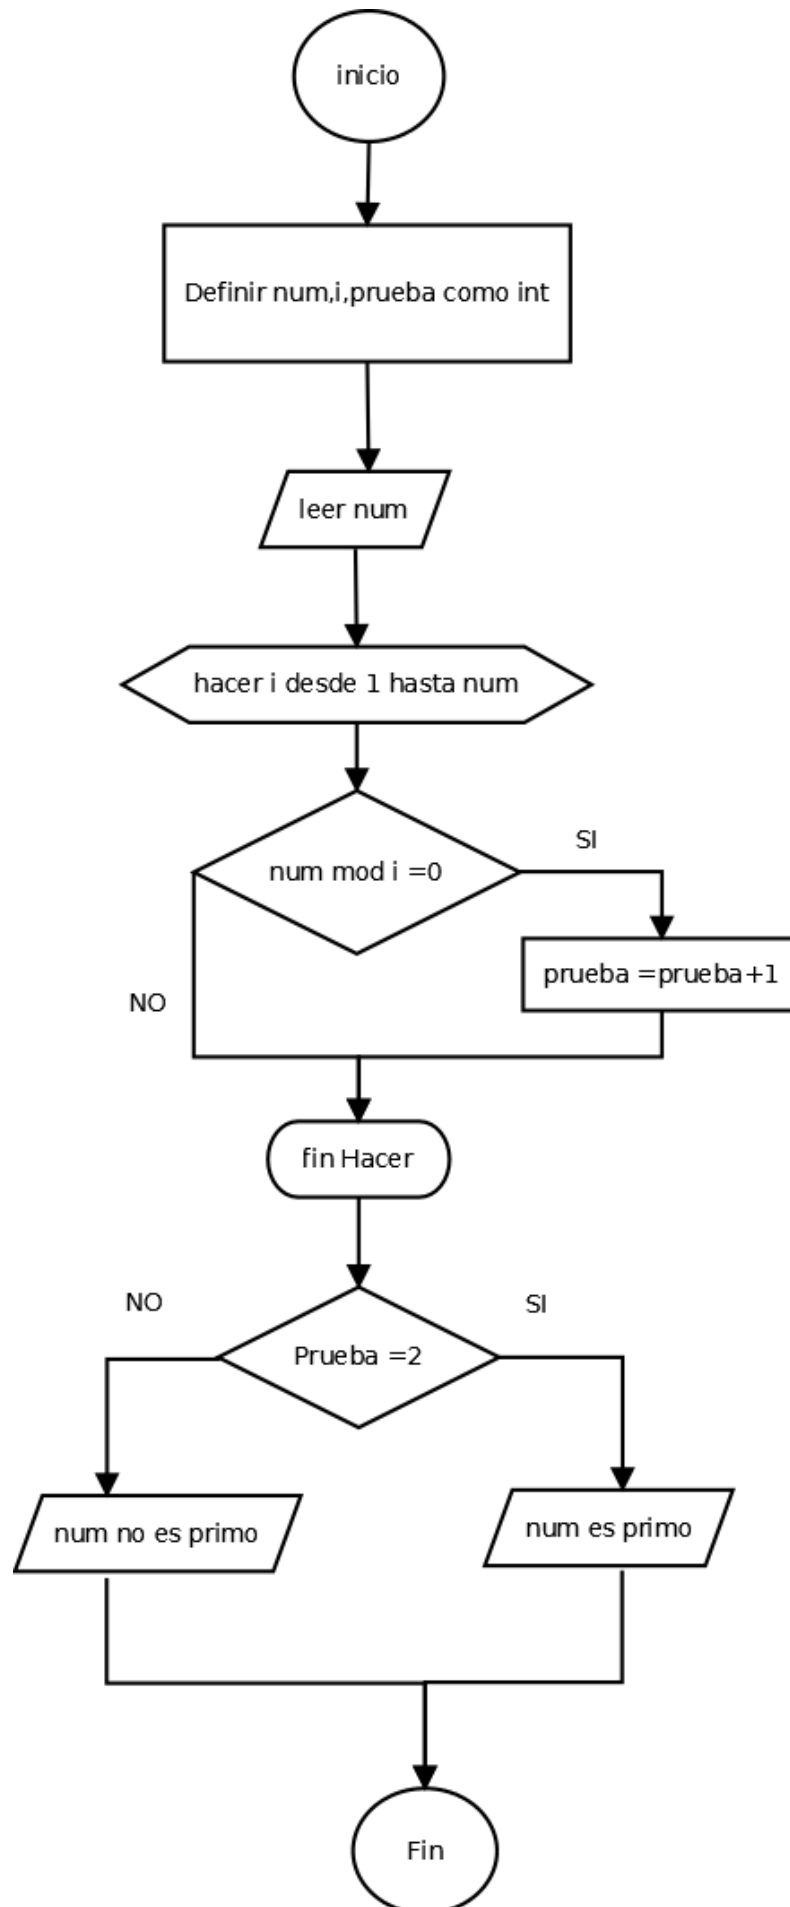 inicio
Definir num,i,prueba como int
leer num
hacer i desde 1 hasta num
num mod i =0
SI
prueba =prueba+1
NO
fin Hacer
NO
SI
Prueba =2
num no es primo
num es primo
Fin